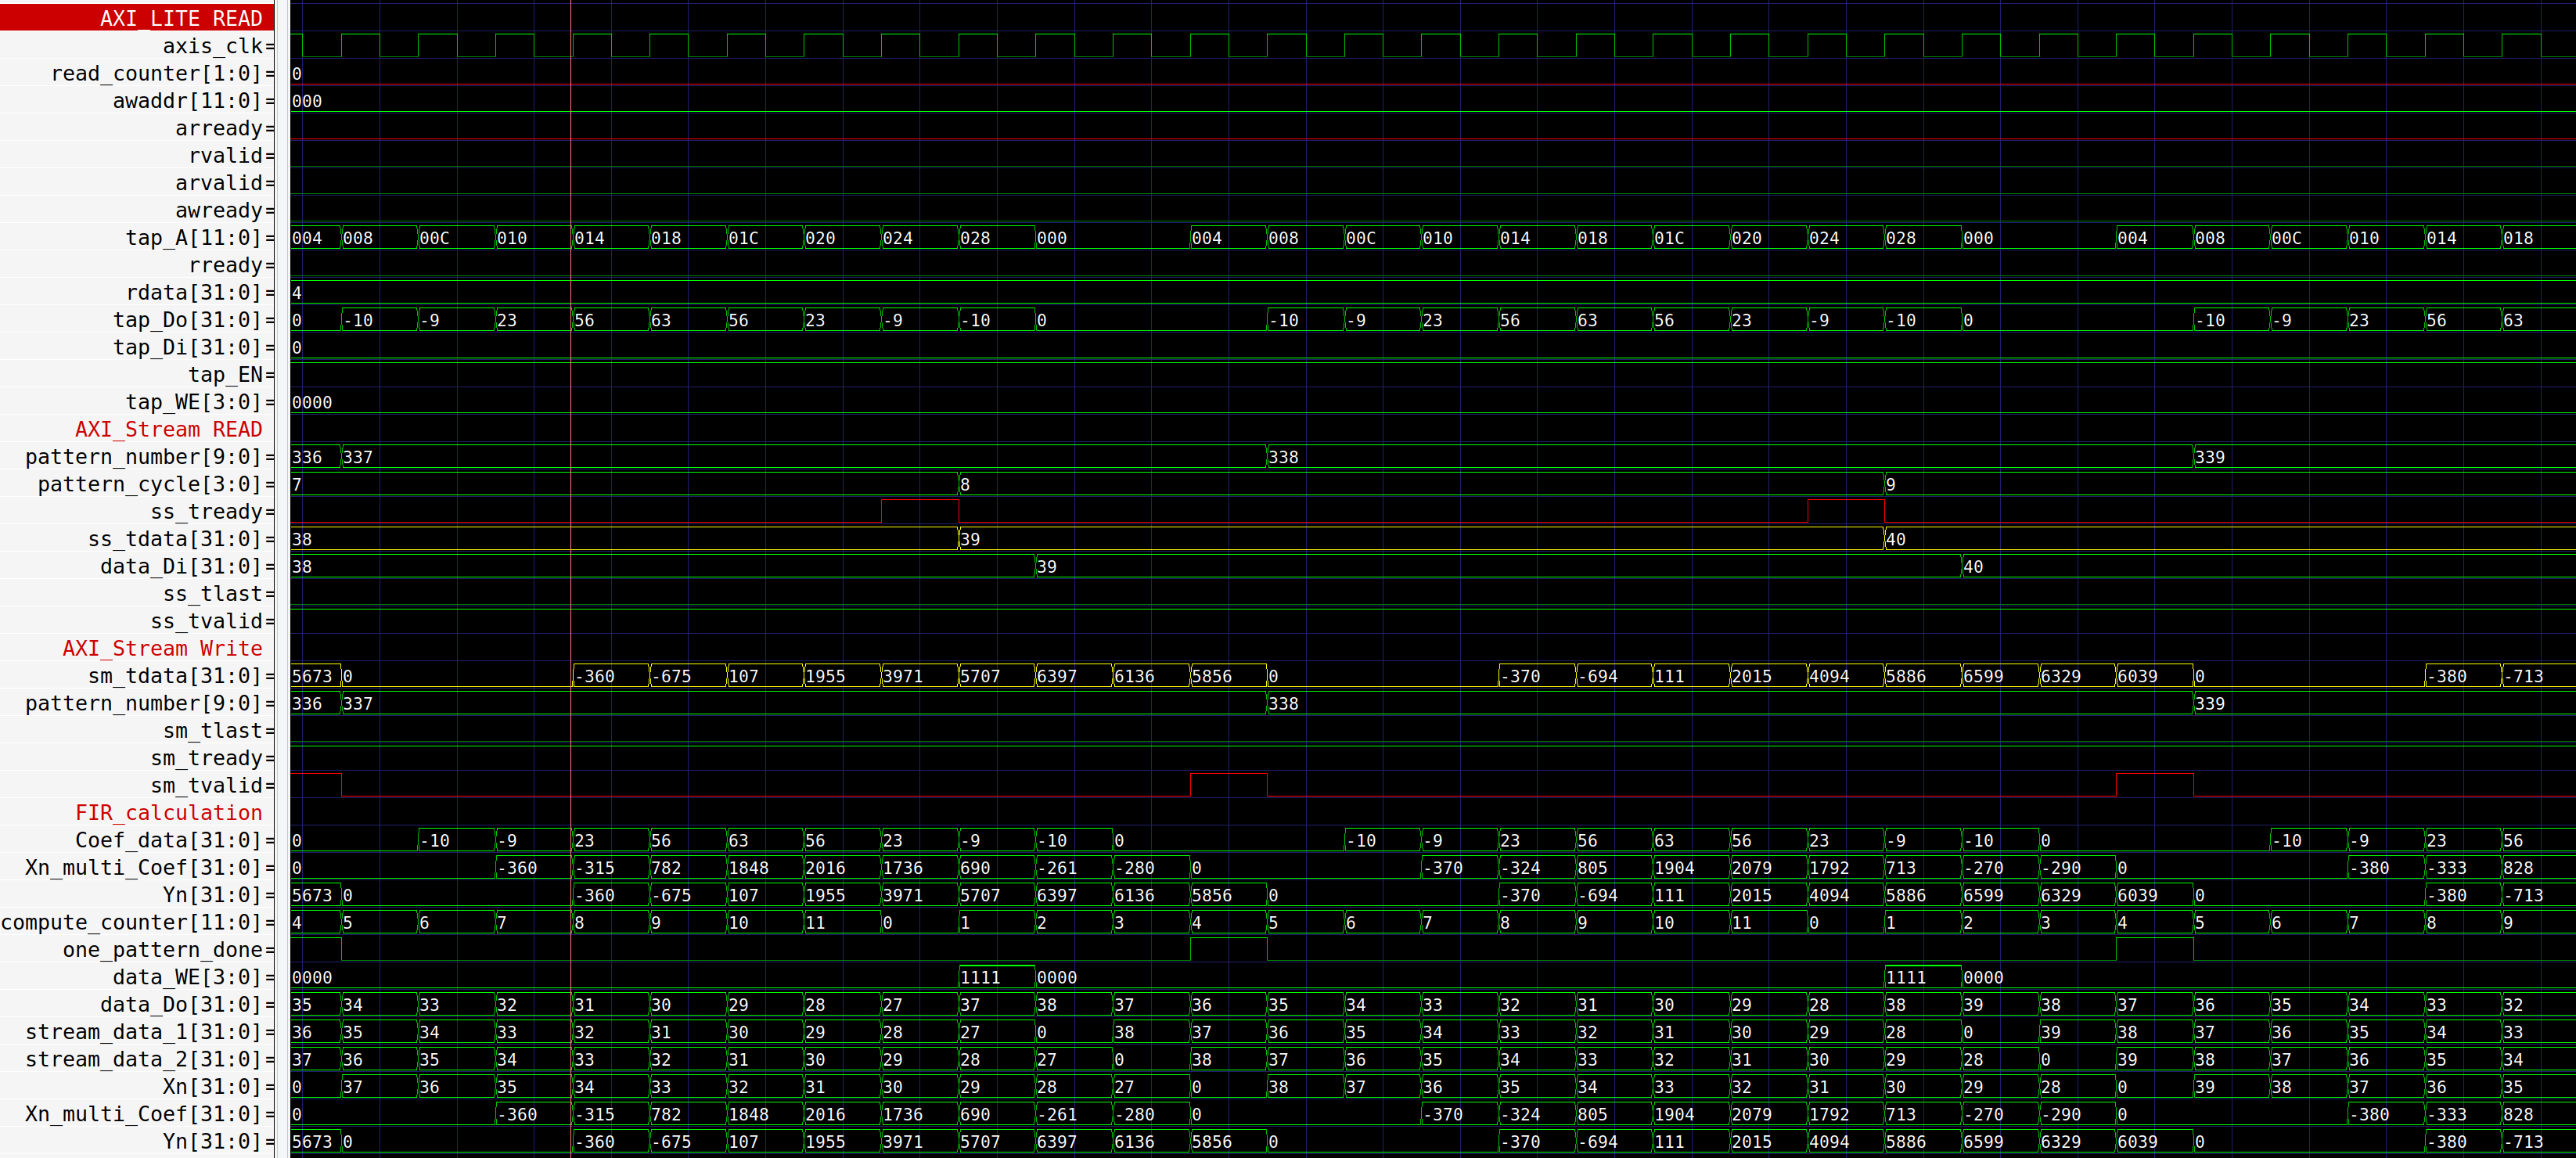 AXI_LITE READ
axis_clk=
read_counter[1:0]= 0
awaddr[11:0]= 000
arready=
rvalid=
arvalid=
awready=
tap_A[11:0]= 004 008 00C 010 014 018 01C 020 024 028 000 004 008 00C 010 014 018 01C 020 024 028 000 004 008 00C 010 014 018
rready=
rdata[31:0]= 4
tap_Do[31:0]= 0 -10 -9 23 56 63 56 23 -9 -10 0 -10 -9 23 56 63 56 23 -9 -10 0 -10 -9 23 56 63
tap_Di[31:0]= 0
tap_EN=
tap_WE[3:0]= 0000
AXI_Stream READ
pattern_number[9:0]= 336 337 338 339
pattern_cycle[3:0]= 7 8 9
ss_tready=
ss_tdata[31:0]= 38 39 40
data_Di[31:0]= 38 39 40
ss_tlast=
ss_tvalid=
AXI_Stream Write
sm_tdata[31:0]= 5673 0 -360 -675 107 1955 3971 5707 6397 6136 5856 0 -370 -694 111 2015 4094 5886 6599 6329 6039 0 -380 -713
pattern_number[9:0]= 336 337 338 339
sm_tlast=
sm_tready=
sm_tvalid=
FIR_calculation
Coef_data[31:0]= 0 -10 -9 23 56 63 56 23 -9 -10 0 -10 -9 23 56 63 56 23 -9 -10 0 -10 -9 23 56
Xn_multi_Coef[31:0]= 0 -360 -315 782 1848 2016 1736 690 -261 -280 0 -370 -324 805 1904 2079 1792 713 -270 -290 0 -380 -333 828
Yn[31:0]= 5673 0 -360 -675 107 1955 3971 5707 6397 6136 5856 0 -370 -694 111 2015 4094 5886 6599 6329 6039 0 -380 -713
compute_counter[11:0]= 4 5 6 7 8 9 10 11 0 1 2 3 4 5 6 7 8 9 10 11 0 1 2 3 4 5 6 7 8 9
one_pattern_done=
data_WE[3:0]= 0000 1111 0000 1111 0000
data_Do[31:0]= 35 34 33 32 31 30 29 28 27 37 38 37 36 35 34 33 32 31 30 29 28 38 39 38 37 36 35 34 33 32
stream_data_1[31:0]= 36 35 34 33 32 31 30 29 28 27 0 38 37 36 35 34 33 32 31 30 29 28 0 39 38 37 36 35 34 33
stream_data_2[31:0]= 37 36 35 34 33 32 31 30 29 28 27 0 38 37 36 35 34 33 32 31 30 29 28 0 39 38 37 36 35 34
Xn[31:0]= 0 37 36 35 34 33 32 31 30 29 28 27 0 38 37 36 35 34 33 32 31 30 29 28 0 39 38 37 36 35
Xn_multi_Coef[31:0]= 0 -360 -315 782 1848 2016 1736 690 -261 -280 0 -370 -324 805 1904 2079 1792 713 -270 -290 0 -380 -333 828
Yn[31:0]= 5673 0 -360 -675 107 1955 3971 5707 6397 6136 5856 0 -370 -694 111 2015 4094 5886 6599 6329 6039 0 -380 -713